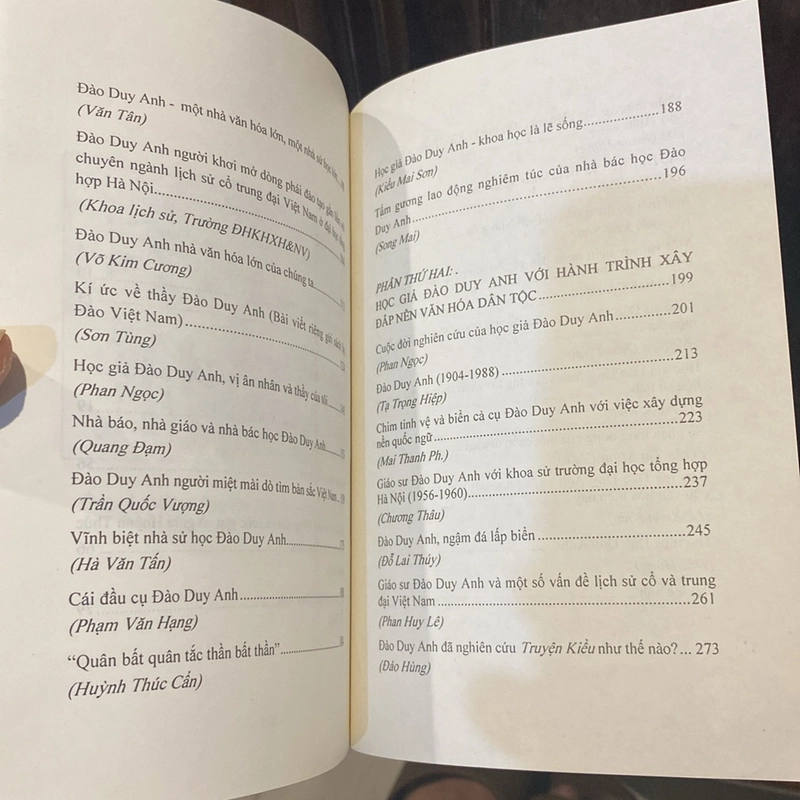 Đào Duy Anh - một nhà văn hóa lớn, một nhà sử học lớn
(Văn Tân)
Đào Duy Anh người khơi mở dòng phái đào tạo
chuyên ngành lịch sử cổ trung đại Việt Nam ở đại học
hợp Hà Nội
(Khoa lịch sử, Trường ĐHKHXH&NV)
Đào Duy Anh nhà văn hóa lớn của chúng ta
(Võ Kim Cương)
Kí ức về thầy Đào Duy Anh (Bài viết riêng
Đào Việt Nam)
(Sơn Tùng)
Học giả Đào Duy Anh, vị ân nhân và thầy của tôi
(Phan Ngọc)
Nhà báo, nhà giáo và nhà bác học Đào Duy Anh
(Quang Đạm)
Đào Duy Anh người miệt mài dò tìm bản sắc Việt Nam
(Trần Quốc Vượng)
Vĩnh biệt nhà sử học Đào Duy Anh
(Hà Văn Tấn)
Cái đầu cụ Đào Duy Anh
(Phạm Văn Hạng)
“Quân bất quân tắc thần bất thần”
(Huỳnh Thúc Cẩn)
Học giả Đào Duy Anh - khoa học là lẽ sống 188
(Kiều Mai Sơn)
Tấm gương lao động nghiêm túc của nhà bác học Đào
Duy Anh 196
(Song Mai)
PHẦN THỨ HAI: .
HỌC GIẢ ĐÀO DUY ANH VỚI HÀNH TRÌNH XÂY
ĐẮP NỀN VĂN HÓA DÂN TỘC 199
Cuộc đời nghiên cứu của học giả Đào Duy Anh 201
(Phan Ngọc)
Đào Duy Anh (1904-1988) 213
(Tạ Trọng Hiệp)
Chim tinh vệ và biển cả cụ Đào Duy Anh với việc xây dựng
nền quốc ngữ 223
(Mai Thanh Ph.)
Giáo sư Đào Duy Anh với khoa sử trường đại học tổng hợp
Hà Nội (1956-1960) 237
(Chương Thâu)
Đào Duy Anh, ngậm đá lấp biển 245
(Đỗ Lai Thúy)
Giáo sư Đào Duy Anh và một số vấn đề lịch sử cổ và trung
đại Việt Nam 261
(Phan Huy Lê)
Đào Duy Anh đã nghiên cứu Truyện Kiều như thế nào? ... 273
(Đào Hùng)